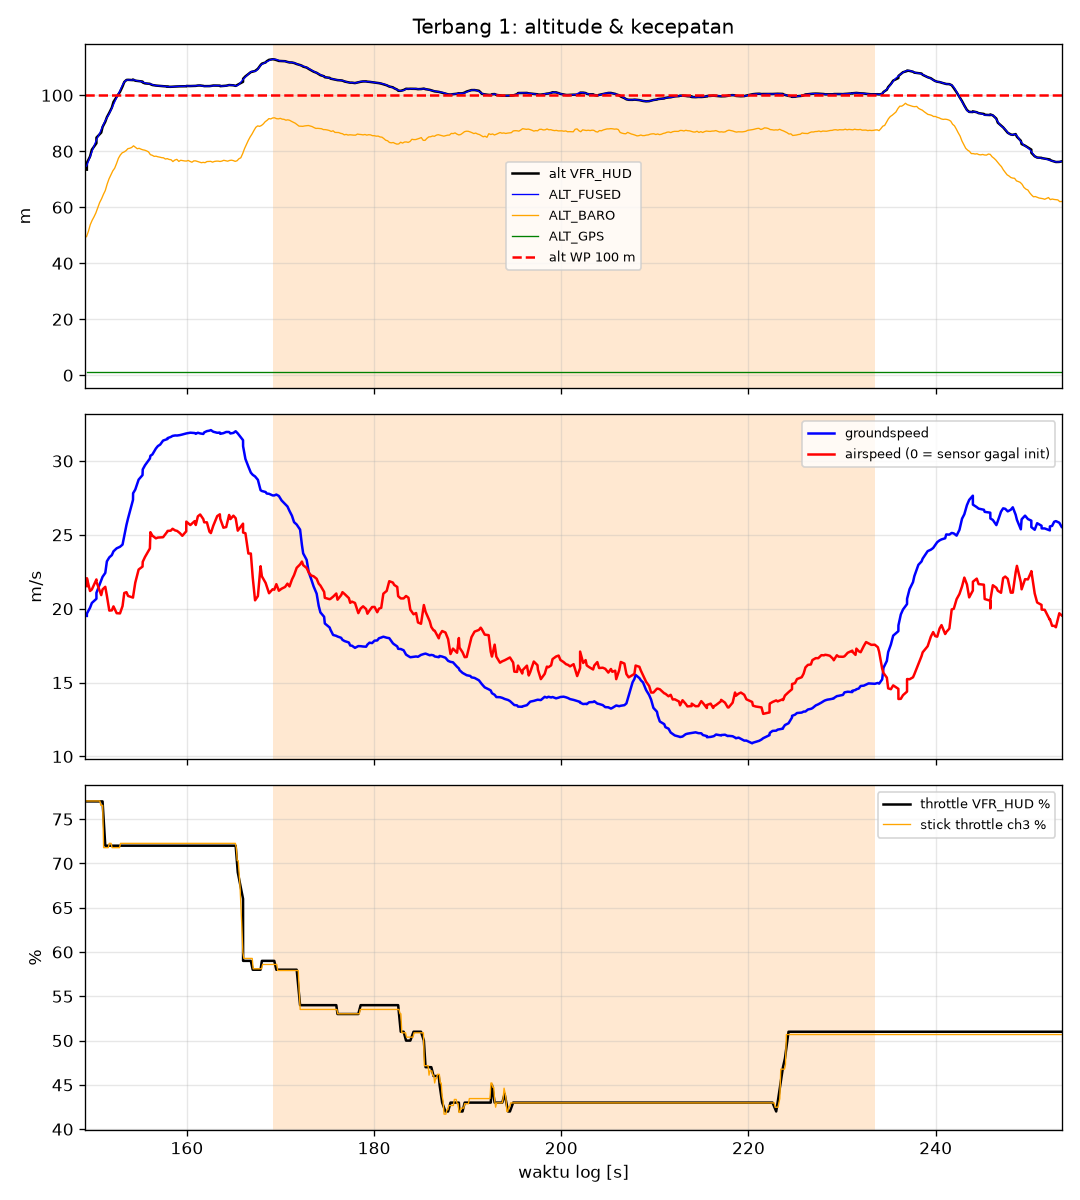 Terbang 1: altitude & kecepatan
100
80
60
40
20
0
m
alt VFR_HUD
ALT_FUSED
ALT_BARO
ALT_GPS
alt WP 100 m
30
25
20
15
10
m/s
groundspeed
airspeed (0 = sensor gagal init)
75
70
65
60
55
50
45
40
%
throttle VFR_HUD %
stick throttle ch3 %
160 180 200 220 240
waktu log [s]